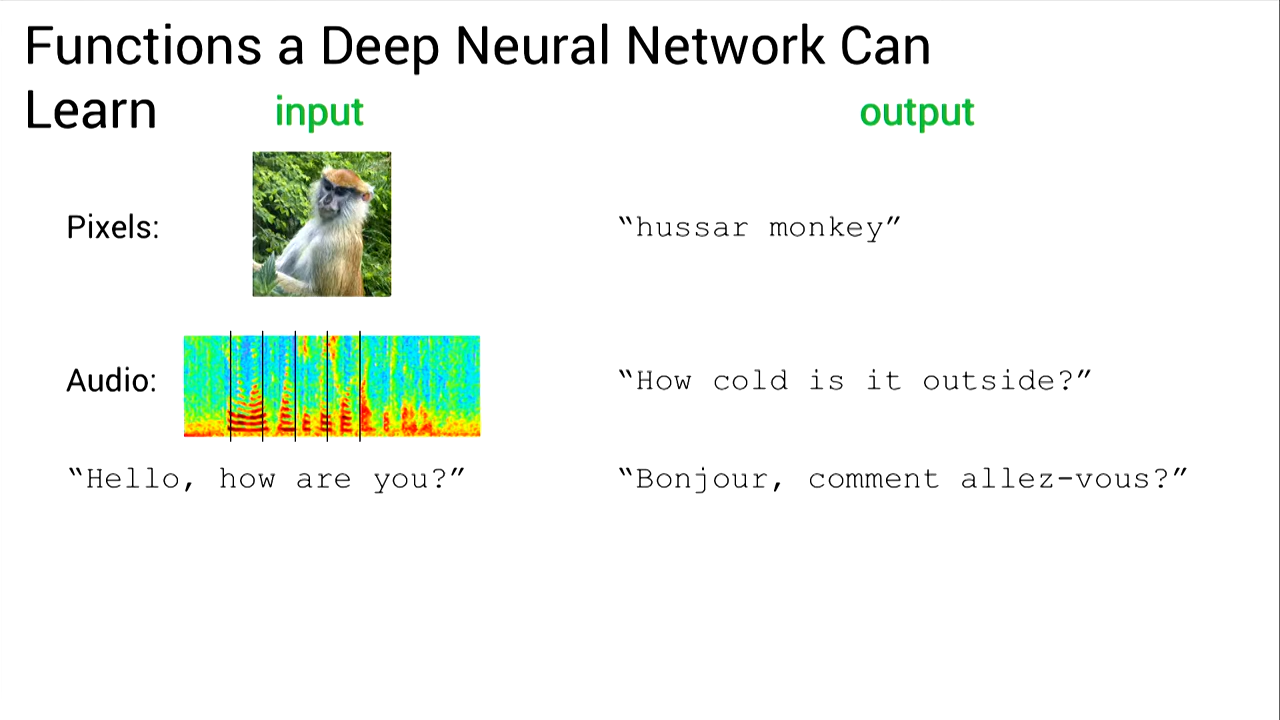 Functions a Deep Neural Network Can
Learn
input output
Pixels: “hussar monkey”
Audio: “How cold is it outside?”
“Hello, how are you?” “Bonjour, comment allez-vous?”